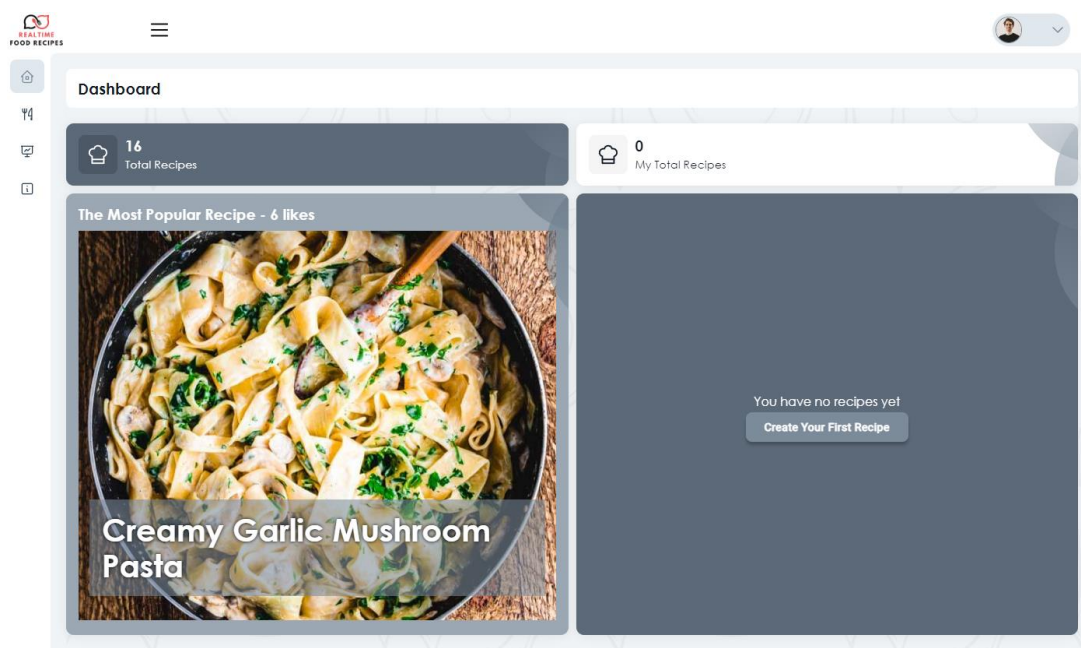 REALTIME
FOOD RECIPES
Dashboard
16
Total Recipes
0
My Total Recipes
The Most Popular Recipe - 6 likes
Creamy Garlic Mushroom
Pasta
You have no recipes yet
Create Your First Recipe